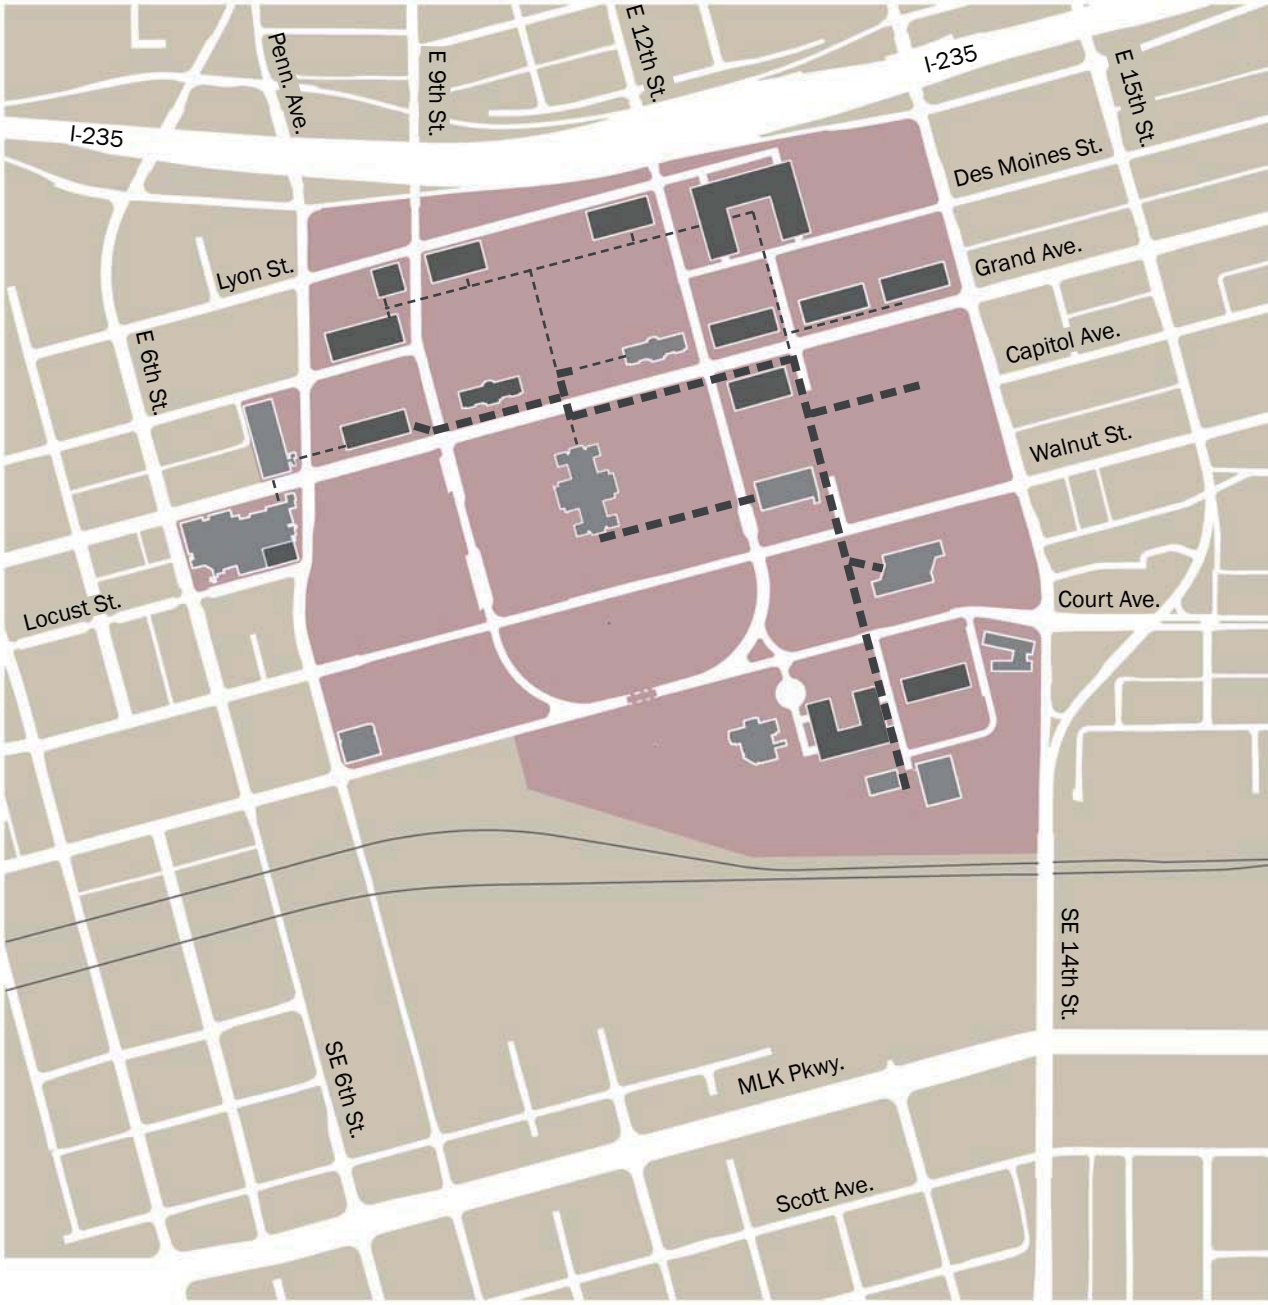 E 12th St.
Penn. Ave.
E 9th St.
I-235
E 15th St.
I-235
Des Moines St.
Grand Ave.
Lyon St.
Capitol Ave.
E 6th St.
Walnut St.
Locust St.
Court Ave.
SE 14th St.
SE 6th St.
MLK Pkwy.
Scott Ave.